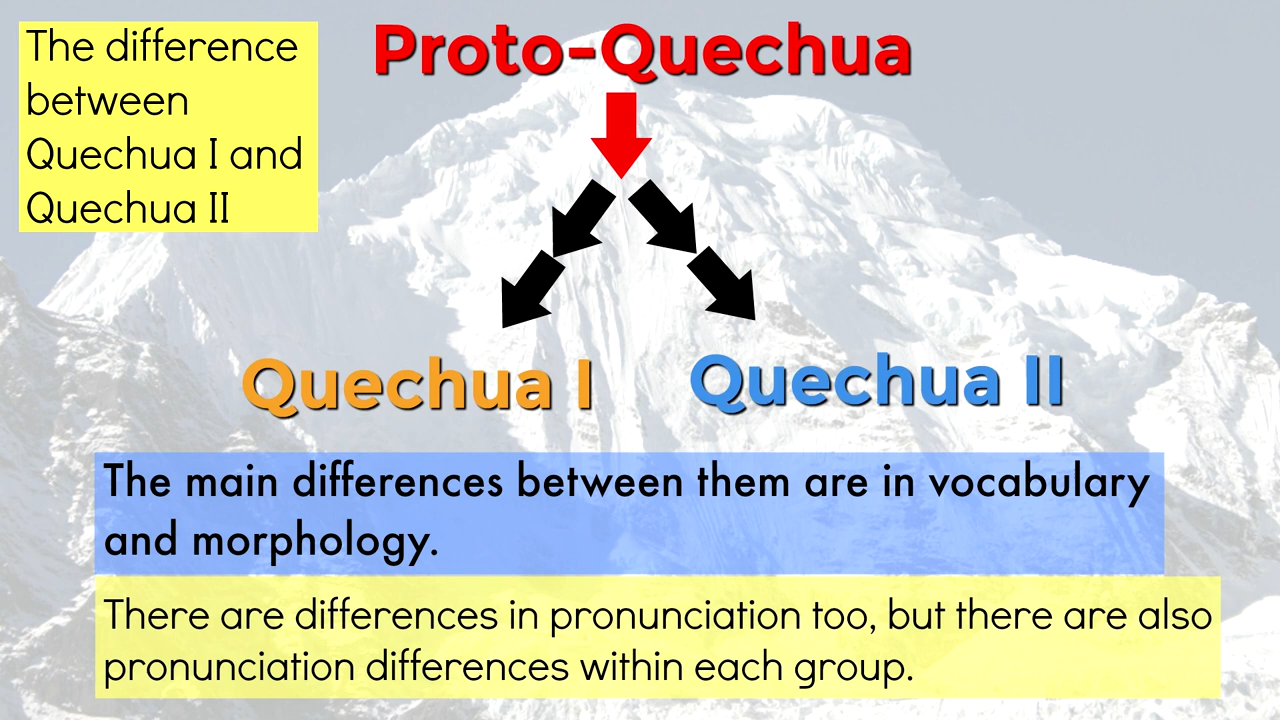 The difference
between
Quechua I and
Quechua II
Proto-Quechua
Quechua I
Quechua II
The main differences between them are in vocabulary
and morphology.
There are differences in pronunciation too, but there are also
pronunciation differences within each group.